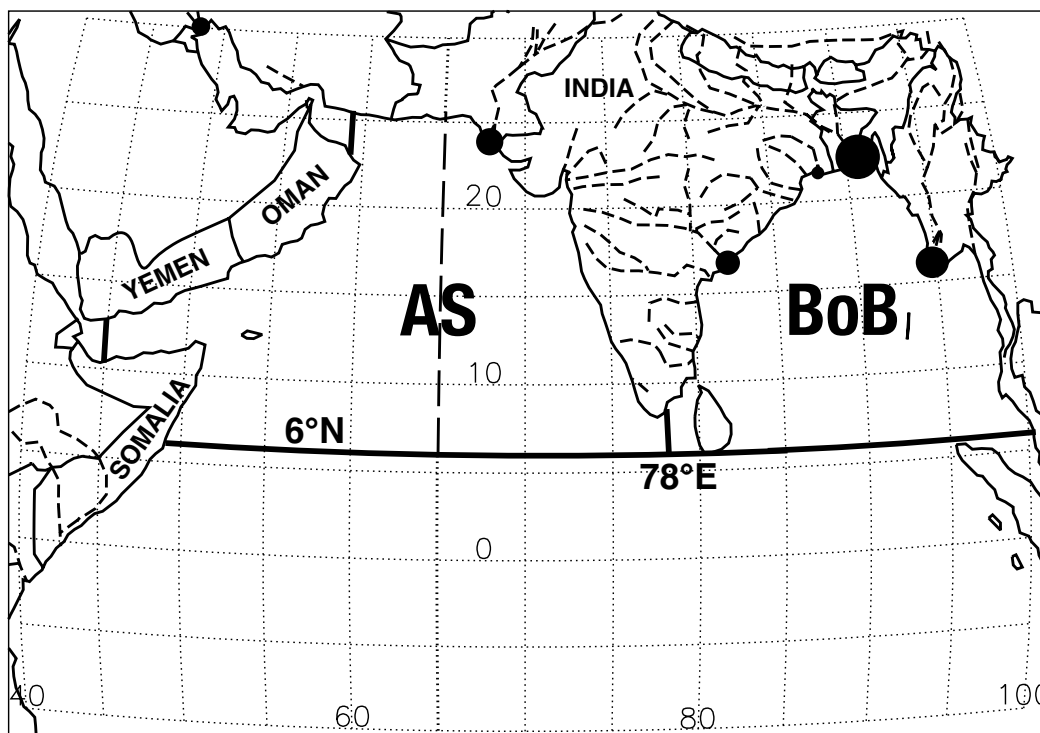 INDIA
OMAN
20
YEMEN
AS
BoB
10
SOMALIA
6°N
78°E
0
40
60
80
100